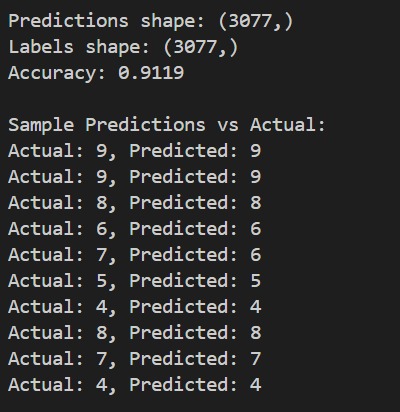 Predictions shape: (3077,)
Labels shape: (3077,)
Accuracy: 0.9119
Sample Predictions vs Actual:
Actual: 9, Predicted: 9
Actual: 9, Predicted: 9
Actual: 8, Predicted: 8
Actual: 6, Predicted: 6
Actual: 7, Predicted: 6
Actual: 5, Predicted: 5
Actual: 4, Predicted: 4
Actual: 8, Predicted: 8
Actual: 7, Predicted: 7
Actual: 4, Predicted: 4